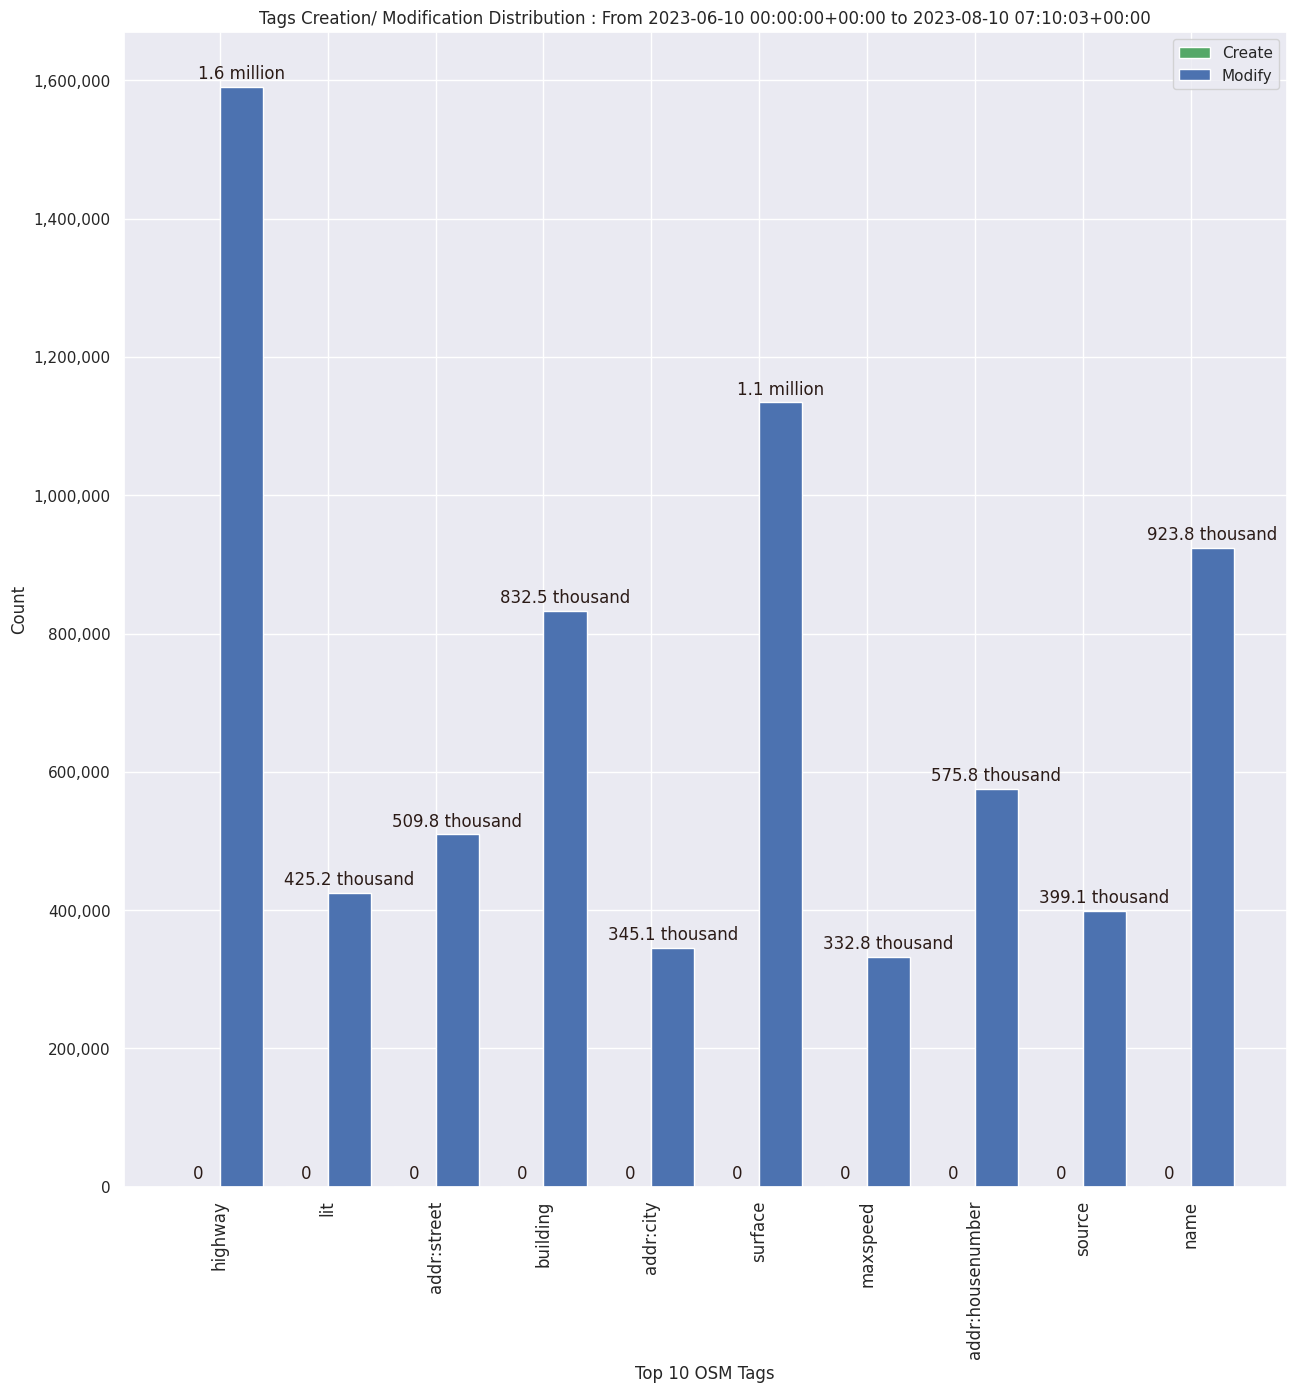 Tags Creation/ Modification Distribution : From 2023-06-10 00:00:00+00:00 to 2023-08-10 07:10:03+00:00
Create
Modify
Count
1,600,000
1,400,000
1,200,000
1,000,000
800,000
600,000
400,000
200,000
0
1.6 million
425.2 thousand
509.8 thousand
832.5 thousand
345.1 thousand
1.1 million
332.8 thousand
575.8 thousand
399.1 thousand
923.8 thousand
0
0
0
0
0
0
0
0
0
0
highway
lit
addr:street
building
addr:city
surface
maxspeed
addr:housenumber
source
name
Top 10 OSM Tags